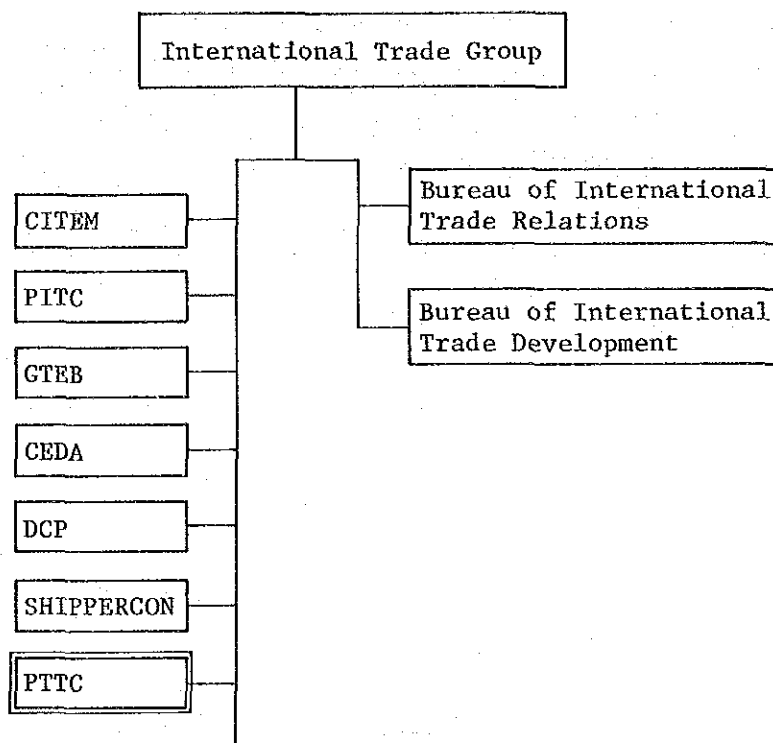 International Trade Group
Bureau of International
Trade Relations
Bureau of International
Trade Development
CITEM
PITC
GTEB
CEDA
DCP
SHIPPERCON
PTTC